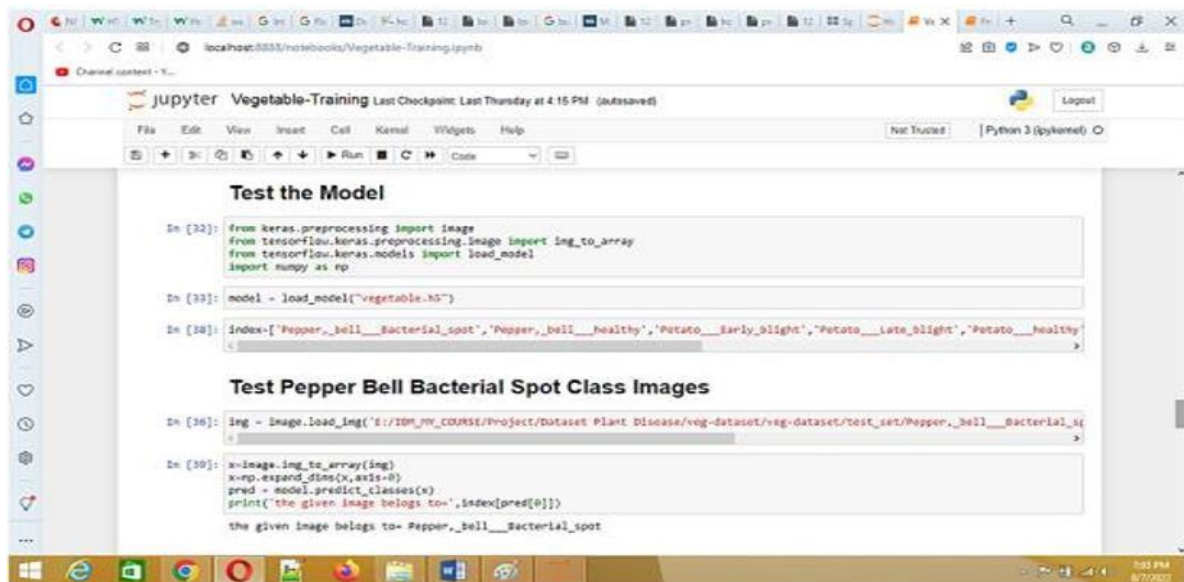 localhost:8888/notebooks/Vegetable-Training.ipynb
Channel content - Y...
jupyter Vegetable-Training Last Checkpoint: Last Thursday at 4:15 PM (autosaved)
Logout
File Edit View Insert Cell Kernel Widgets Help
Not Trusted
Python 3 (ipykernel)
Run
Code
Test the Model
In [32]: from keras.preprocessing import image
from tensorflow.keras.preprocessing.image import img_to_array
from tensorflow.keras.models import load_model
import numpy as np
In [33]: model = load_model("vegetable.h5")
In [38]: index=['Pepper,_bell___Bacterial_spot','Pepper,_bell___healthy','Potato___Early_blight','Potato___Late_blight','Potato___healthy'
Test Pepper Bell Bacterial Spot Class Images
In [36]: img = image.load_img('E:/IBM_MY_COURSE/Project/Dataset Plant Disease/veg-dataset/veg-dataset/test_set/Pepper,_bell___Bacterial_sp
In [39]: x=image.img_to_array(img)
x=np.expand_dims(x,axis=0)
pred = model.predict_classes(x)
print('the given image belogs to=',index[pred[0]])
the given image belogs to= Pepper,_bell___Bacterial_spot
7:03 PM